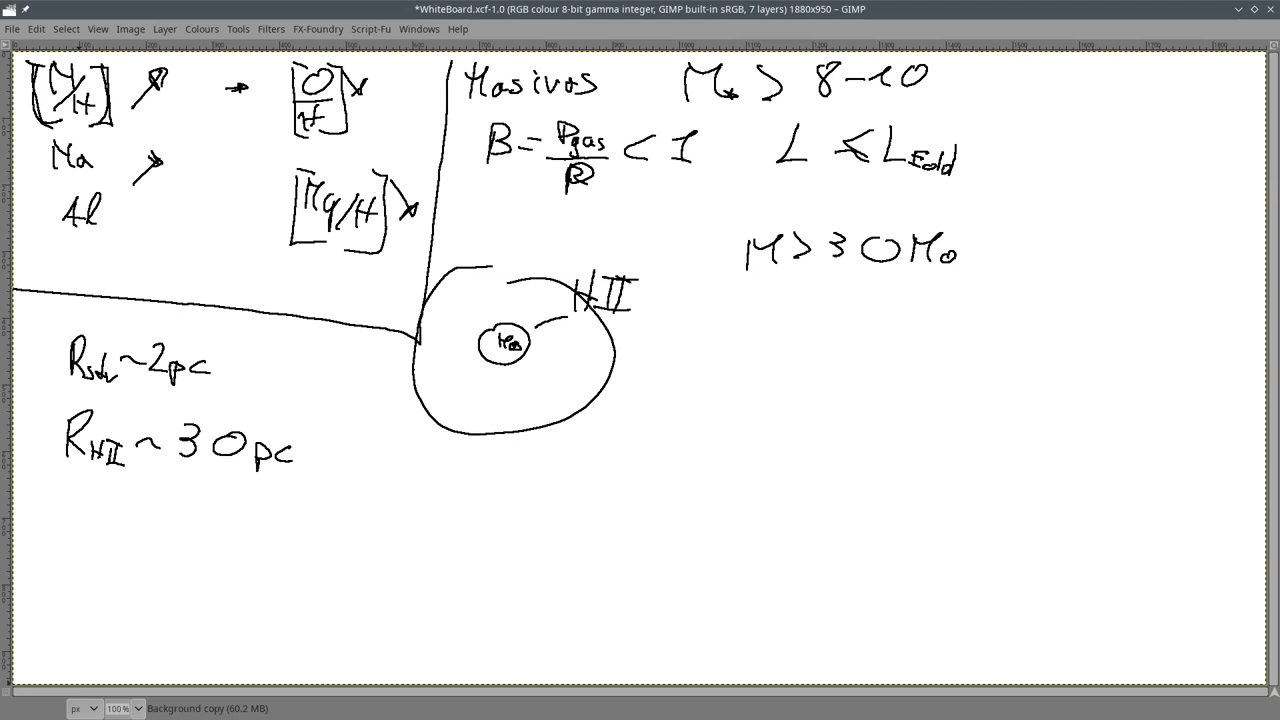 *WhiteBoard.xcf-1.0 (RGB colour 8-bit gamma integer, GIMP built-in sRGB, 7 layers) 1880x950 – GIMP
File Edit Select View Image Layer Colours Tools Filters FX-Foundry Script-Fu Windows Help
[M/H] ↗ → [O/H] ↘
Na ↗
Al
[Mg/H] ↘
Masivas M* > 8-10
B = Pgas/P < 1 L ≲ LEdd
M > 30 M⊙
HII
R ~ 2pc
RHII ~ 30pc
px 100% Background copy (60.2 MB)